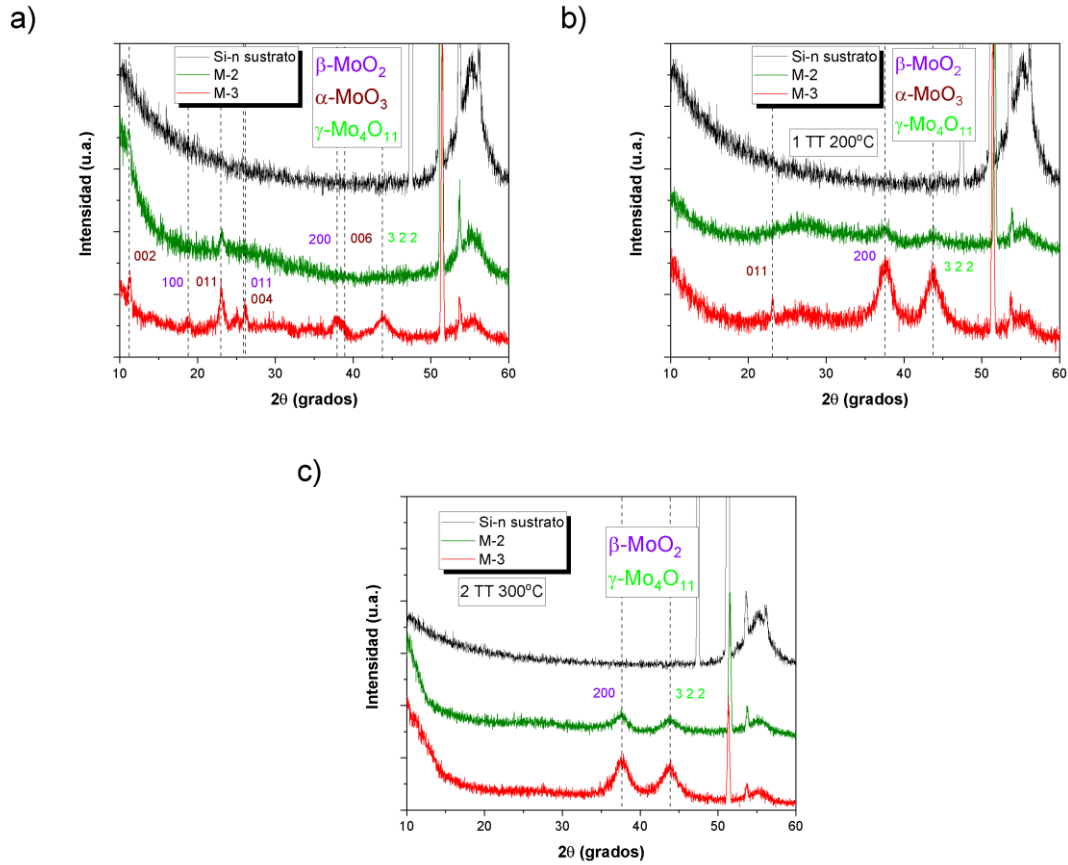 a)
Si-n sustrato
M-2
M-3
β-MoO2
α-MoO3
γ-Mo4O11
Intensidad (u.a.)
002
100
011
011
004
200
006
3 2 2
10 20 30 40 50 60
2θ (grados)
b)
Si-n sustrato
M-2
M-3
β-MoO2
α-MoO3
γ-Mo4O11
1 TT 200ºC
Intensidad (u.a.)
011
200
3 2 2
10 20 30 40 50 60
2θ (grados)
c)
Si-n sustrato
M-2
M-3
2 TT 300ºC
β-MoO2
γ-Mo4O11
Intensidad (u.a.)
200
3 2 2
10 20 30 40 50 60
2θ (grados)